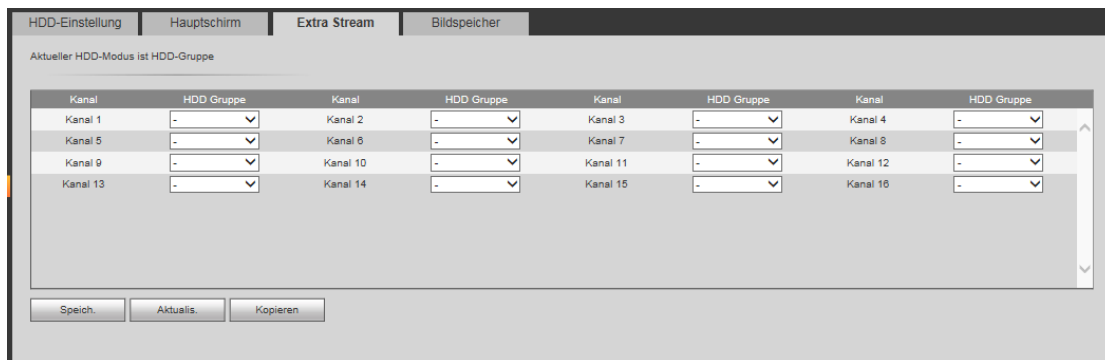 HDD-Einstellung Hauptschirm Extra Stream Bildspeicher
Aktueller HDD-Modus ist HDD-Gruppe
Kanal HDD Gruppe Kanal HDD Gruppe Kanal HDD Gruppe Kanal HDD Gruppe
Kanal 1 - Kanal 2 - Kanal 3 - Kanal 4 -
Kanal 5 - Kanal 6 - Kanal 7 - Kanal 8 -
Kanal 9 - Kanal 10 - Kanal 11 - Kanal 12 -
Kanal 13 - Kanal 14 - Kanal 15 - Kanal 16 -
Speich. Aktualis. Kopieren